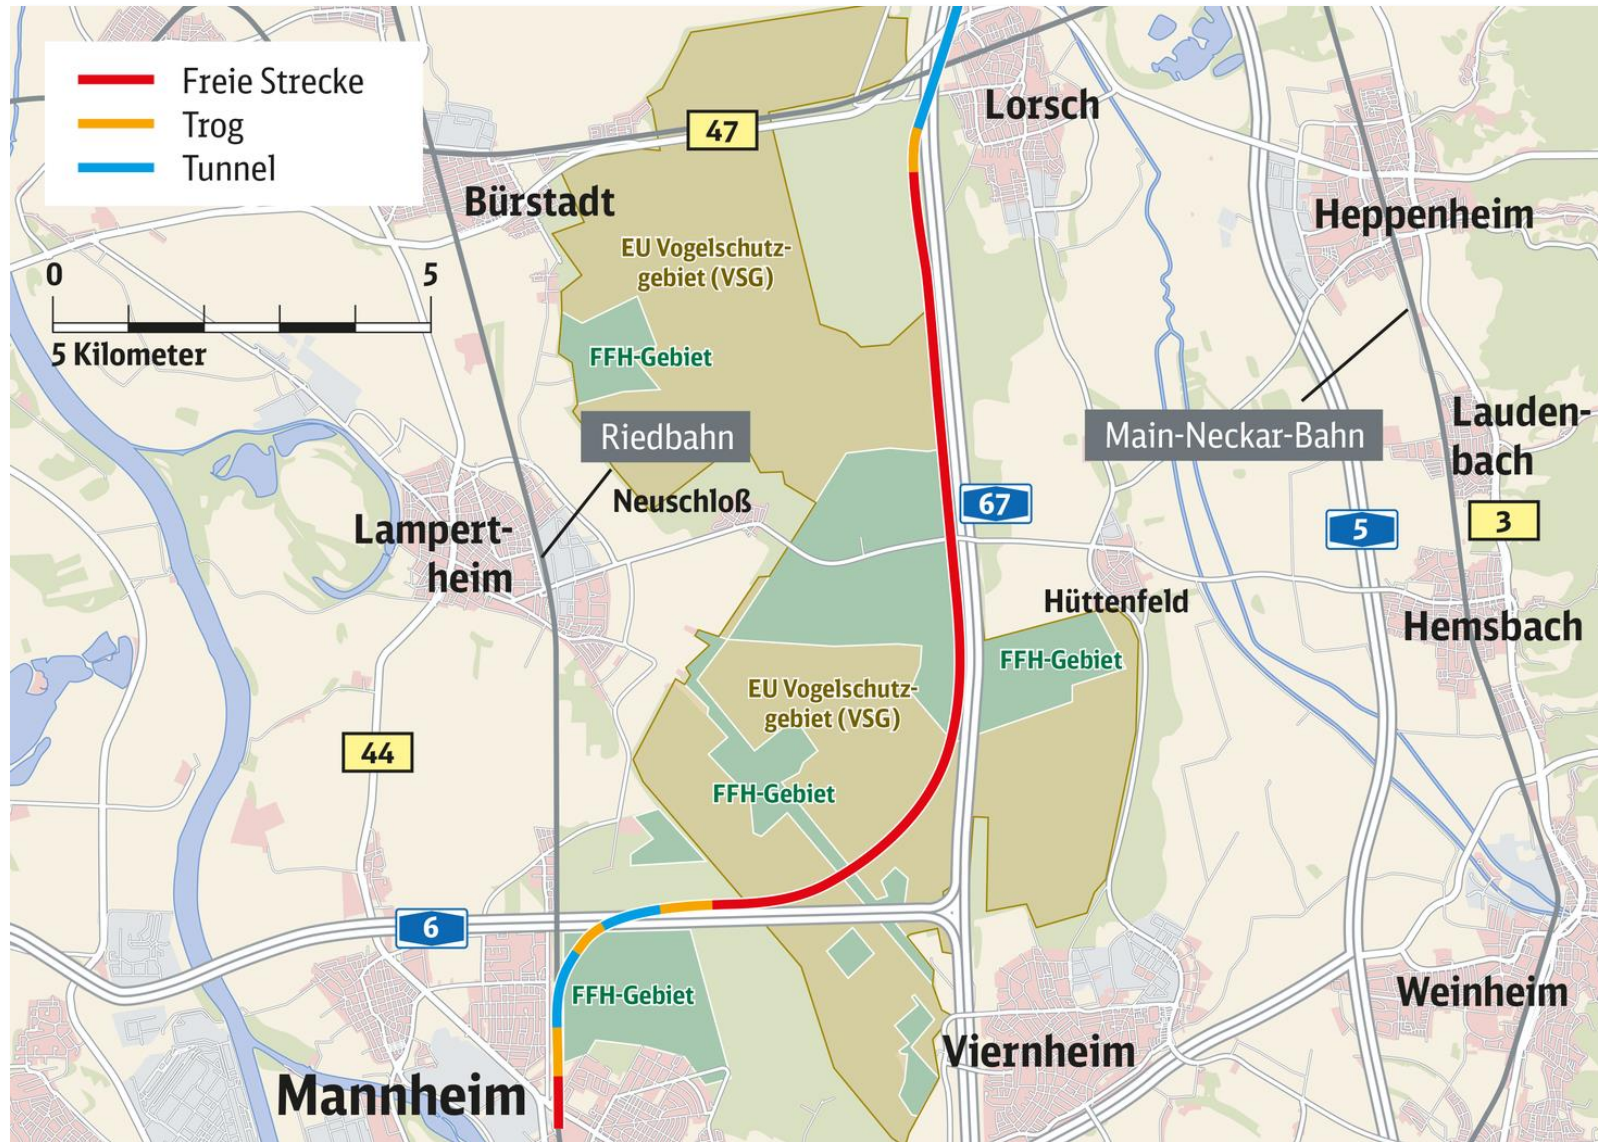 Freie Strecke
Trog
Tunnel
47
Lorsch
Bürstadt
Heppenheim
EU Vogelschutz-
gebiet (VSG)
0
5
5 Kilometer
FFH-Gebiet
Riedbahn
Main-Neckar-Bahn
Lauden-
bach
Neuschloß
67
5
3
Lampert-
heim
Hüttenfeld
Hemsbach
FFH-Gebiet
EU Vogelschutz-
gebiet (VSG)
44
FFH-Gebiet
6
FFH-Gebiet
Weinheim
Viernheim
Mannheim